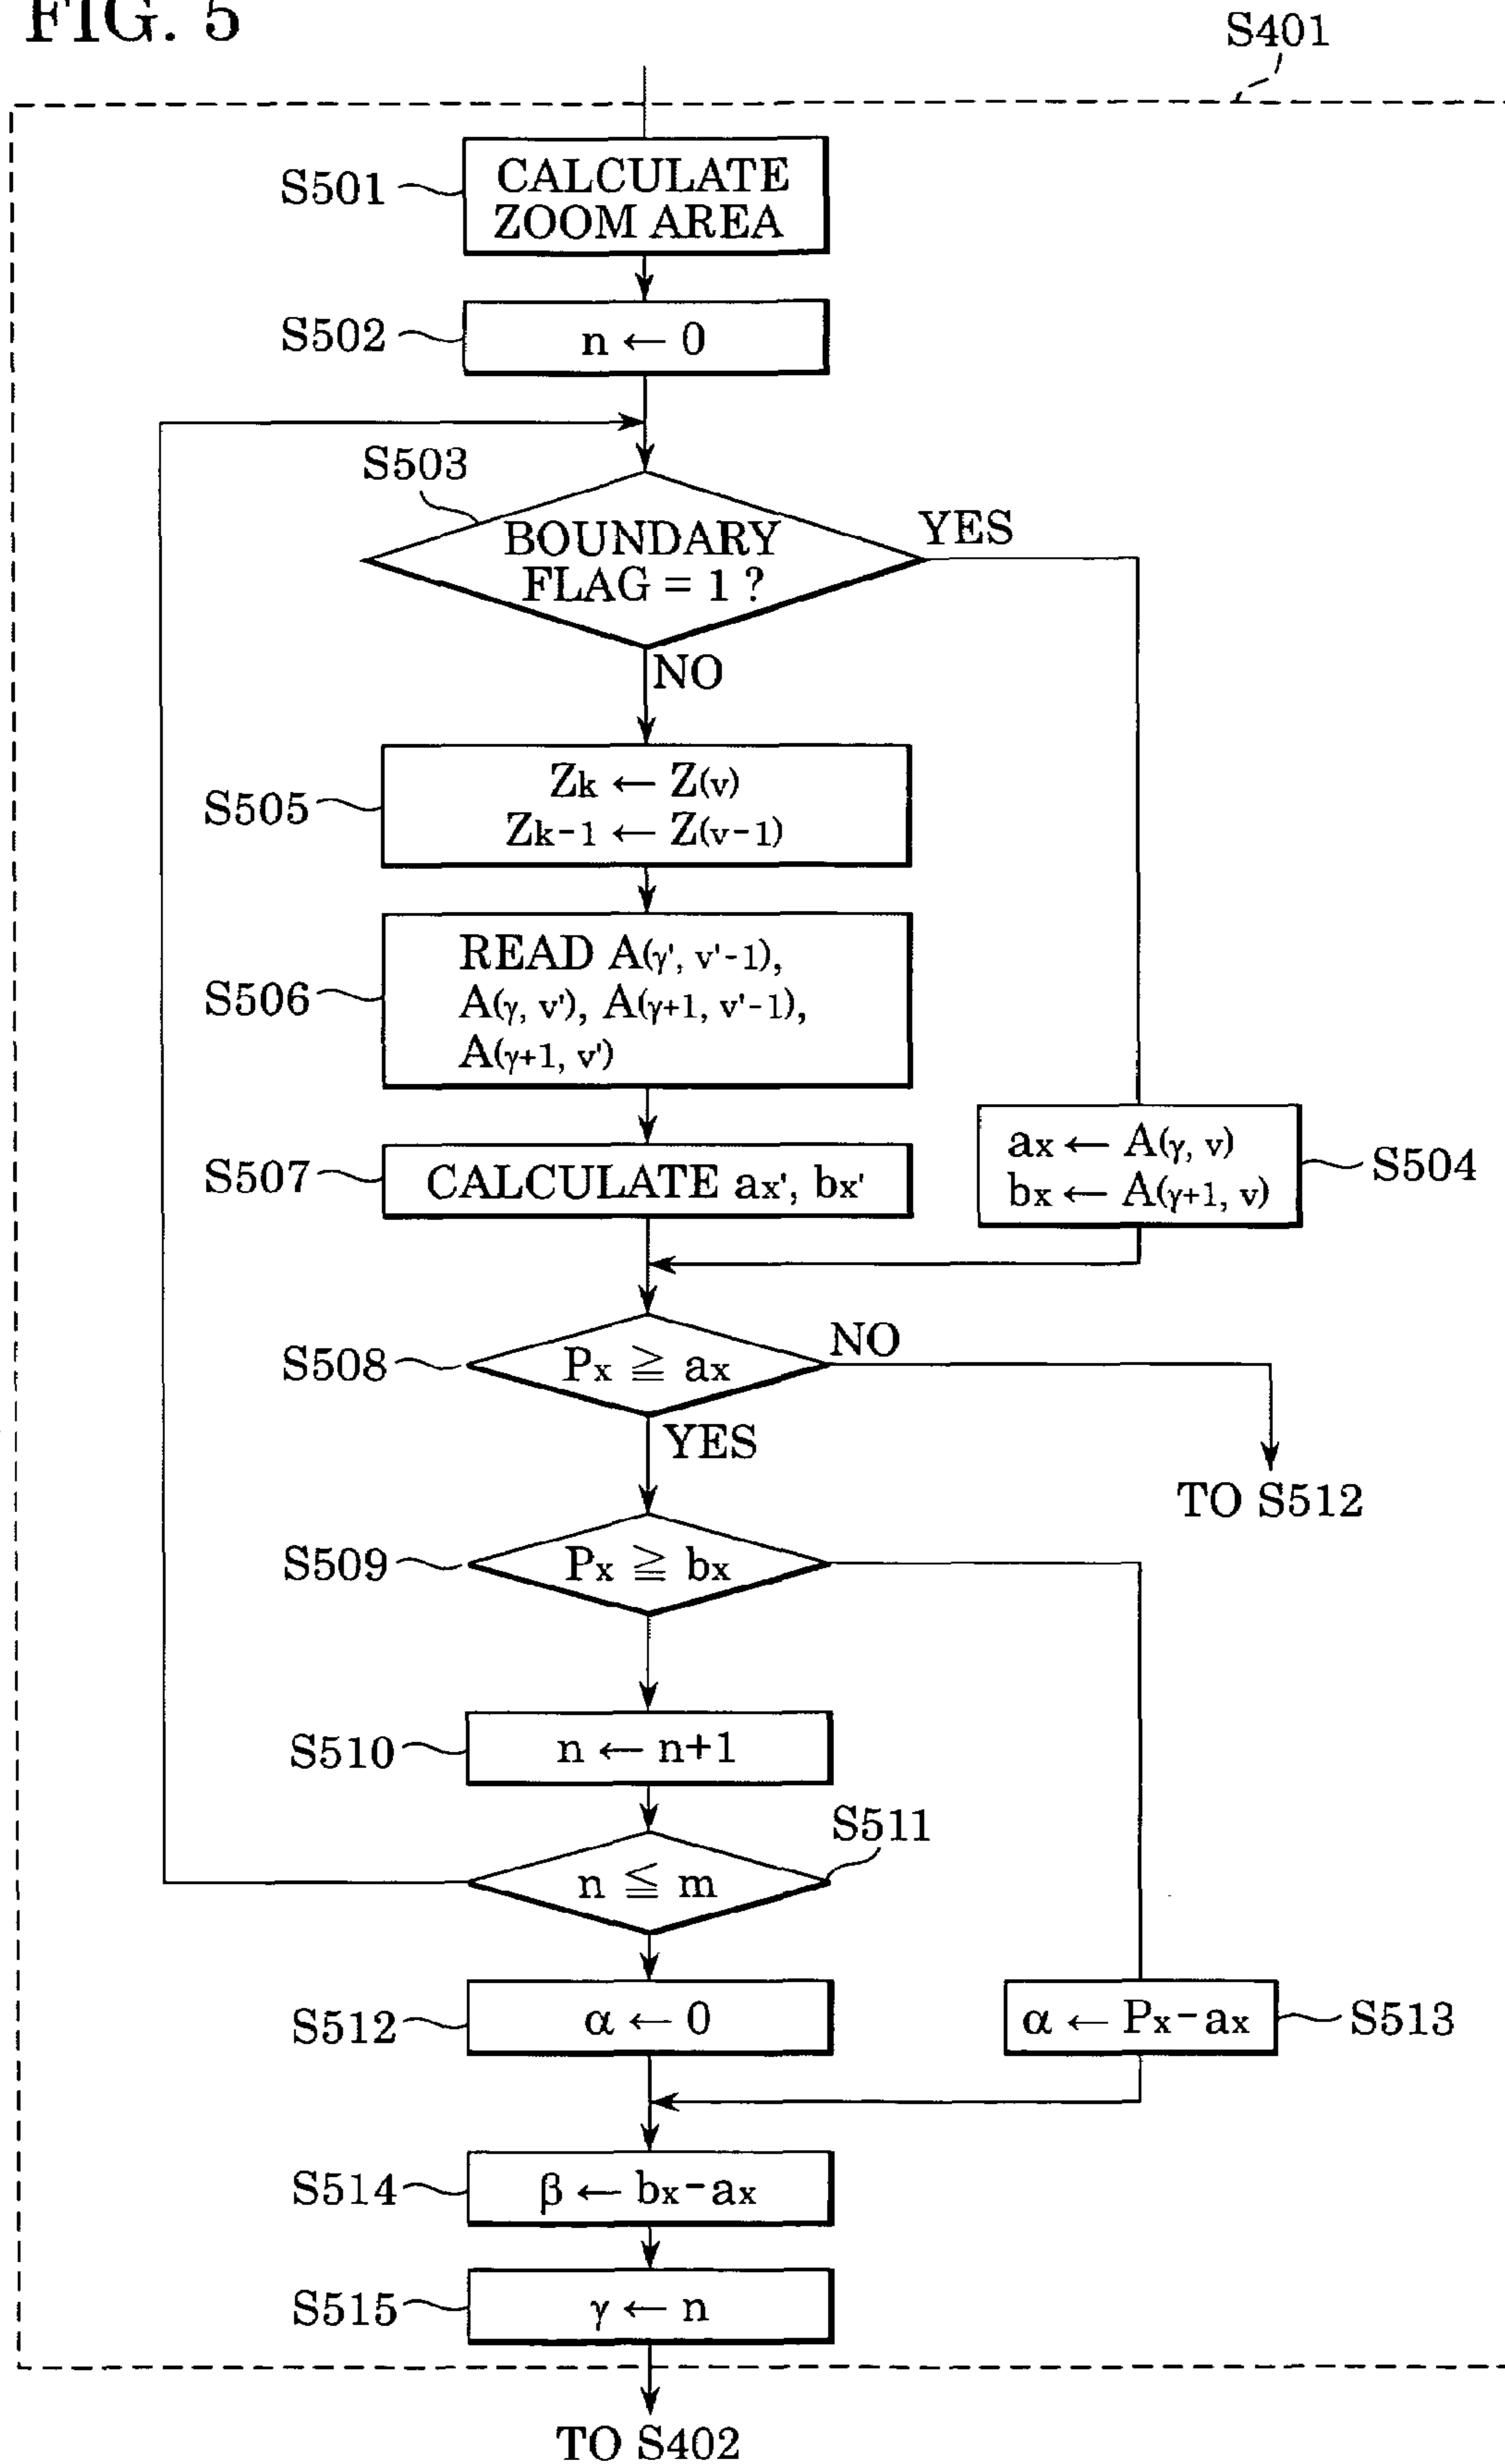 FIG. 5
S401
S501
CALCULATE
ZOOM AREA
S502
n ← 0
S503
BOUNDARY
FLAG = 1 ?
YES
NO
S505
Zk ← Z(v)
Zk-1 ← Z(v-1)
S506
READ A(γ', v'-1),
A(γ, v'), A(γ+1, v'-1),
A(γ+1, v')
S507
CALCULATE ax', bx'
ax ← A(γ, v)
bx ← A(γ+1, v)
S504
S508
Px ≧ ax
NO
YES
TO S512
S509
Px ≧ bx
S510
n ← n+1
S511
n ≦ m
S512
α ← 0
α ← Px-ax
S513
S514
β ← bx-ax
S515
γ ← n
TO S402